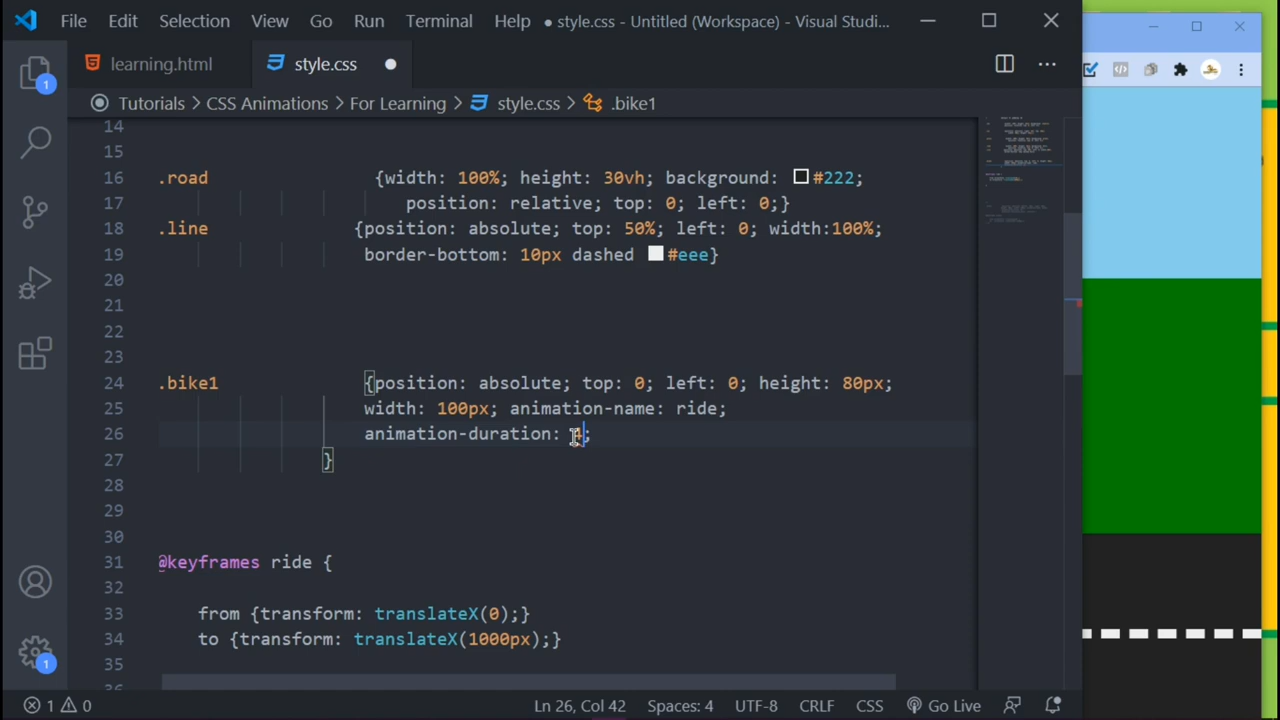 File Edit Selection View Go Run Terminal Help ● style.css - Untitled (Workspace) - Visual Studi...
learning.html style.css
Tutorials > CSS Animations > For Learning > style.css > .bike1
14
15
16 .road {width: 100%; height: 30vh; background: #222;
17 position: relative; top: 0; left: 0;}
18 .line {position: absolute; top: 50%; left: 0; width:100%;
19 border-bottom: 10px dashed #eee}
20
21
22
23
24 .bike1 {position: absolute; top: 0; left: 0; height: 80px;
25 width: 100px; animation-name: ride;
26 animation-duration: 4;
27 }
28
29
30
31 @keyframes ride {
32
33 from {transform: translateX(0);}
34 to {transform: translateX(1000px);}
35
1
1
1 0 Ln 26, Col 42 Spaces: 4 UTF-8 CRLF CSS Go Live